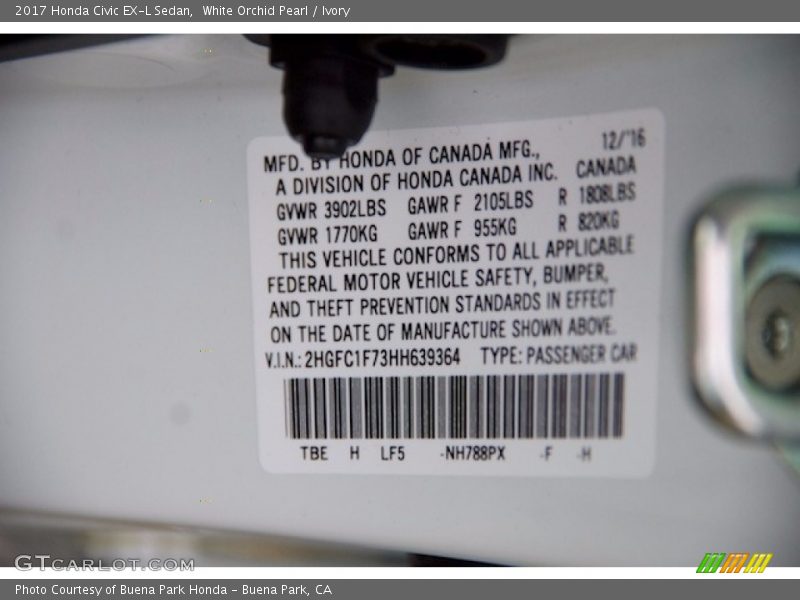 2017 Honda Civic EX-L Sedan,  White Orchid Pearl / Ivory
12/'16
MFD. BY HONDA OF CANADA MFG.,
A DIVISION OF HONDA CANADA INC. CANADA
GVWR 3902LBS GAWR F 2105LBS R 1808LBS
GVWR 1770KG GAWR F 955KG R 820KG
THIS VEHICLE CONFORMS TO ALL APPLICABLE
FEDERAL MOTOR VEHICLE SAFETY, BUMPER,
AND THEFT PREVENTION STANDARDS IN EFFECT
ON THE DATE OF MANUFACTURE SHOWN ABOVE.
V.I.N.: 2HGFC1F73HH639364 TYPE: PASSENGER CAR
TBE H LF5 -NH788PX -F -H
GTCARLOT.COM
Photo Courtesy of Buena Park Honda - Buena Park, CA